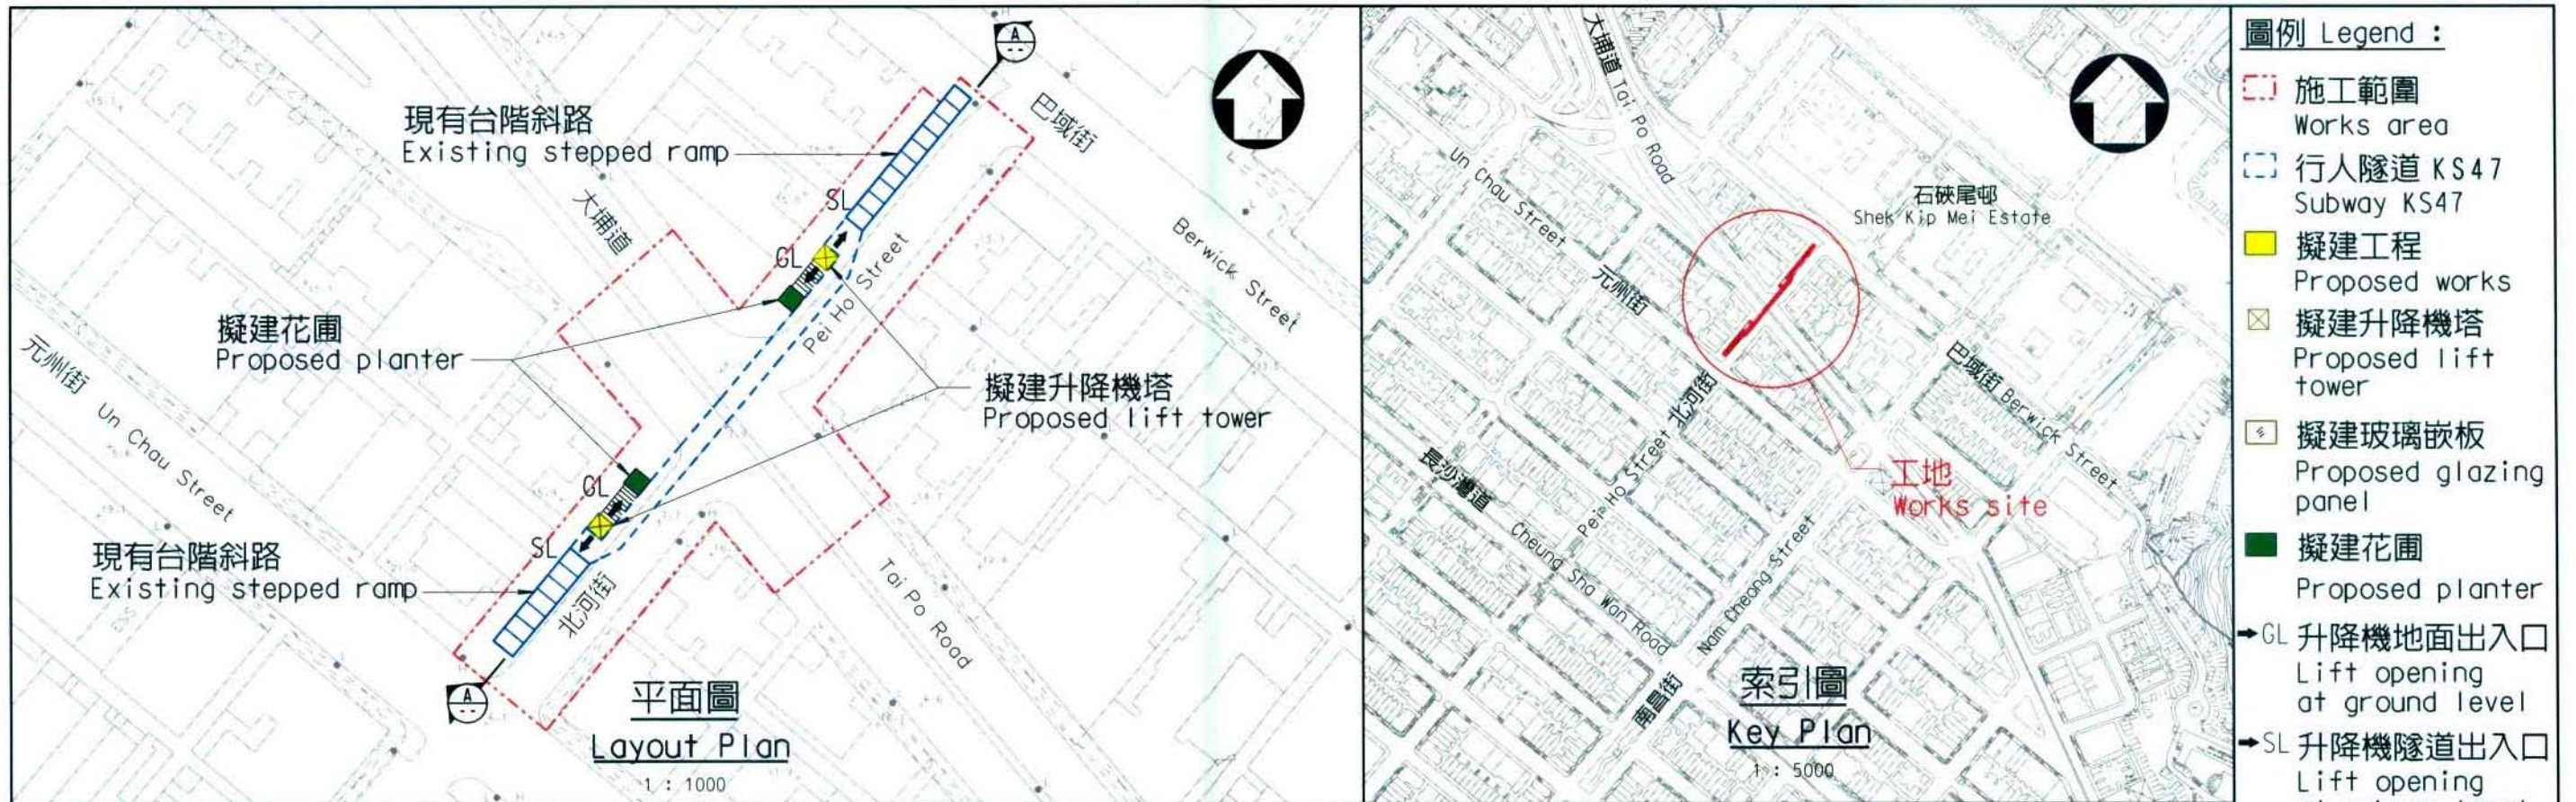 A
現有台階斜路
Existing stepped ramp
巴域街
大埔道
SL
GL
Pei Ho Street
Berwick Street
擬建花圃
Proposed planter
元州街 Un Chau Street
擬建升降機塔
Proposed lift tower
GL
SL
現有台階斜路
Existing stepped ramp
北河街
Tai Po Road
A
平面圖
Layout Plan
1 : 1000
大埔道 Tai Po Road
Un Chau Street
元州街
石硤尾邨
Shek Kip Mei Estate
巴域街 Berwick Street
Pei Ho Street 北河街
長沙灣道 Cheung Sha Wan Road
工地
Works site
Nam Cheong Street
南昌街
索引圖
Key Plan
1 : 5000
圖例 Legend :
施工範圍
Works area
行人隧道 KS47
Subway KS47
擬建工程
Proposed works
擬建升降機塔
Proposed lift
tower
擬建玻璃嵌板
Proposed glazing
panel
擬建花圃
Proposed planter
GL 升降機地面出入口
Lift opening
at ground level
SL 升降機隧道出入口
Lift opening